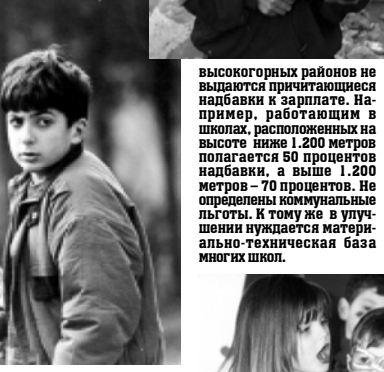 высокогорных районов не
выдаются причитающиеся
надбавки к зарплате. На-
пример, работающим в
школах, расположенных на
высоте ниже 1.200 метров
полагается 50 процентов
надбавки, а выше 1.200
метров – 70 процентов. Не
определены коммунальные
льготы. К тому же в улуч-
шении нуждается матери-
ально-техническая база
многих школ.